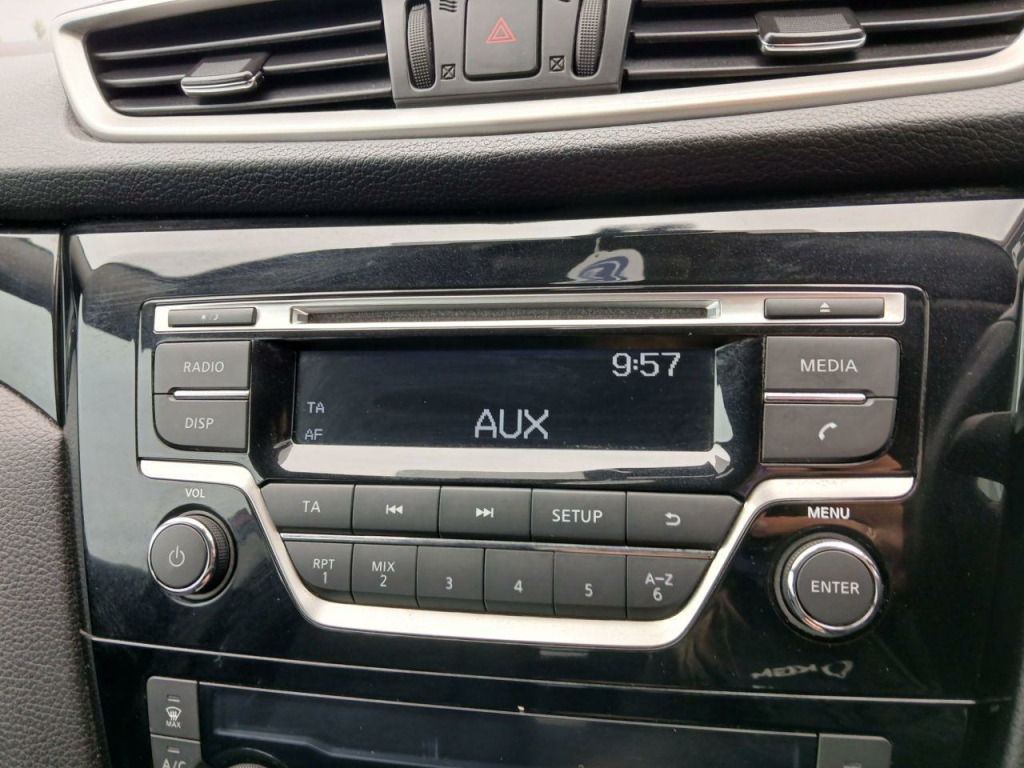 RADIO
MEDIA
9:57
TA
DISP
AUX
AF
VOL
TA
SETUP
MENU
RPT
1
MIX
2
3
4
5
A-Z
6
ENTER
MAX
A/C